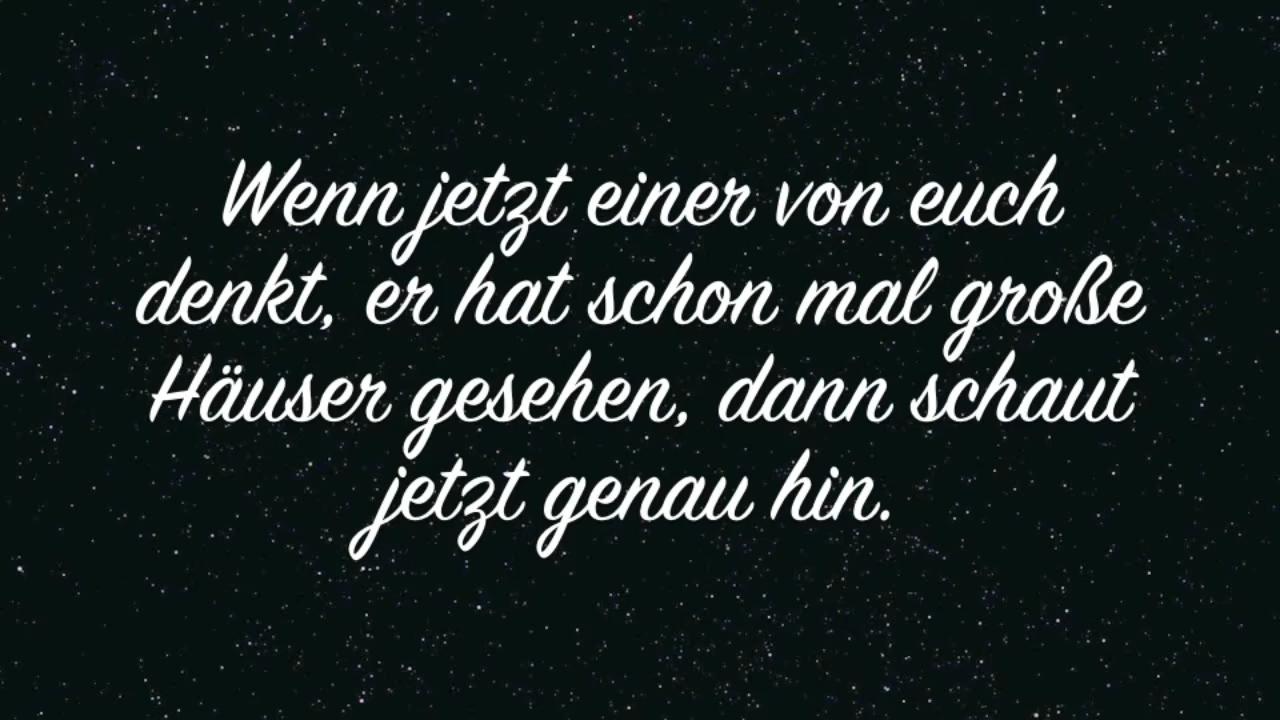 Wenn jetzt einer von euch
denkt, er hat schon mal große
Häuser gesehen, dann schaut
jetzt genau hin.